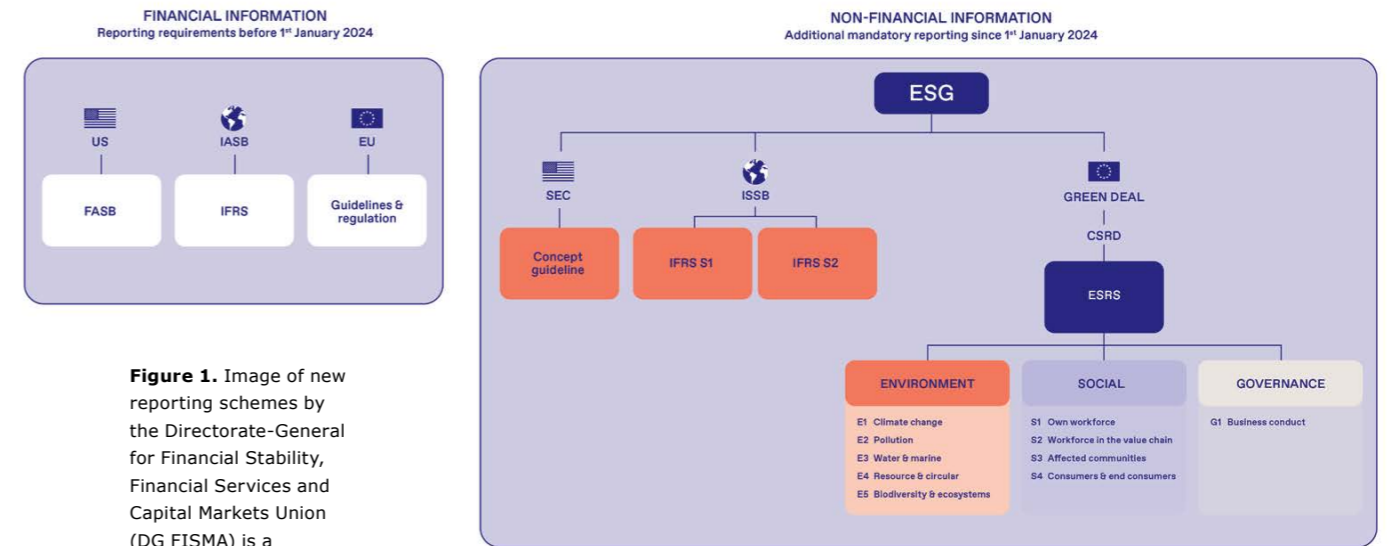 FINANCIAL INFORMATION
Reporting requirements before 1st January 2024
US
IASB
EU
FASB
IFRS
Guidelines &
regulation
NON-FINANCIAL INFORMATION
Additional mandatory reporting since 1st January 2024
ESG
SEC
ISSB
GREEN DEAL
CSRD
Concept
guideline
IFRS S1
IFRS S2
ESRS
ENVIRONMENT
E1 Climate change
E2 Pollution
E3 Water & marine
E4 Resource & circular
E5 Biodiversity & ecosystems
SOCIAL
S1 Own workforce
S2 Workforce in the value chain
S3 Affected communities
S4 Consumers & end consumers
GOVERNANCE
G1 Business conduct
Figure 1. Image of new
reporting schemes by
the Directorate-General
for Financial Stability,
Financial Services and
Capital Markets Union
(DG FISMA) is a